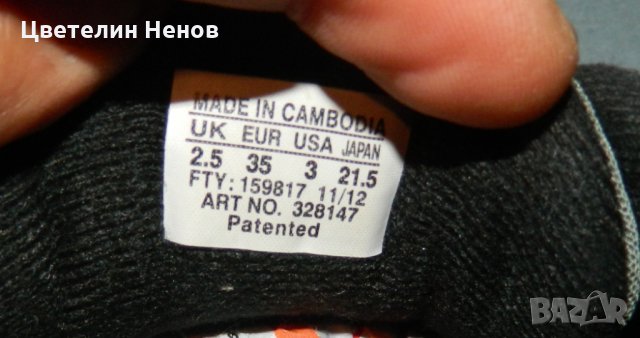 Цветелин Ненов
MADE IN CAMBODIA
UK EUR USA JAPAN
2.5 35 3 21.5
FTY: 159817 11/12
ART NO. 328147
Patented
BAZAR